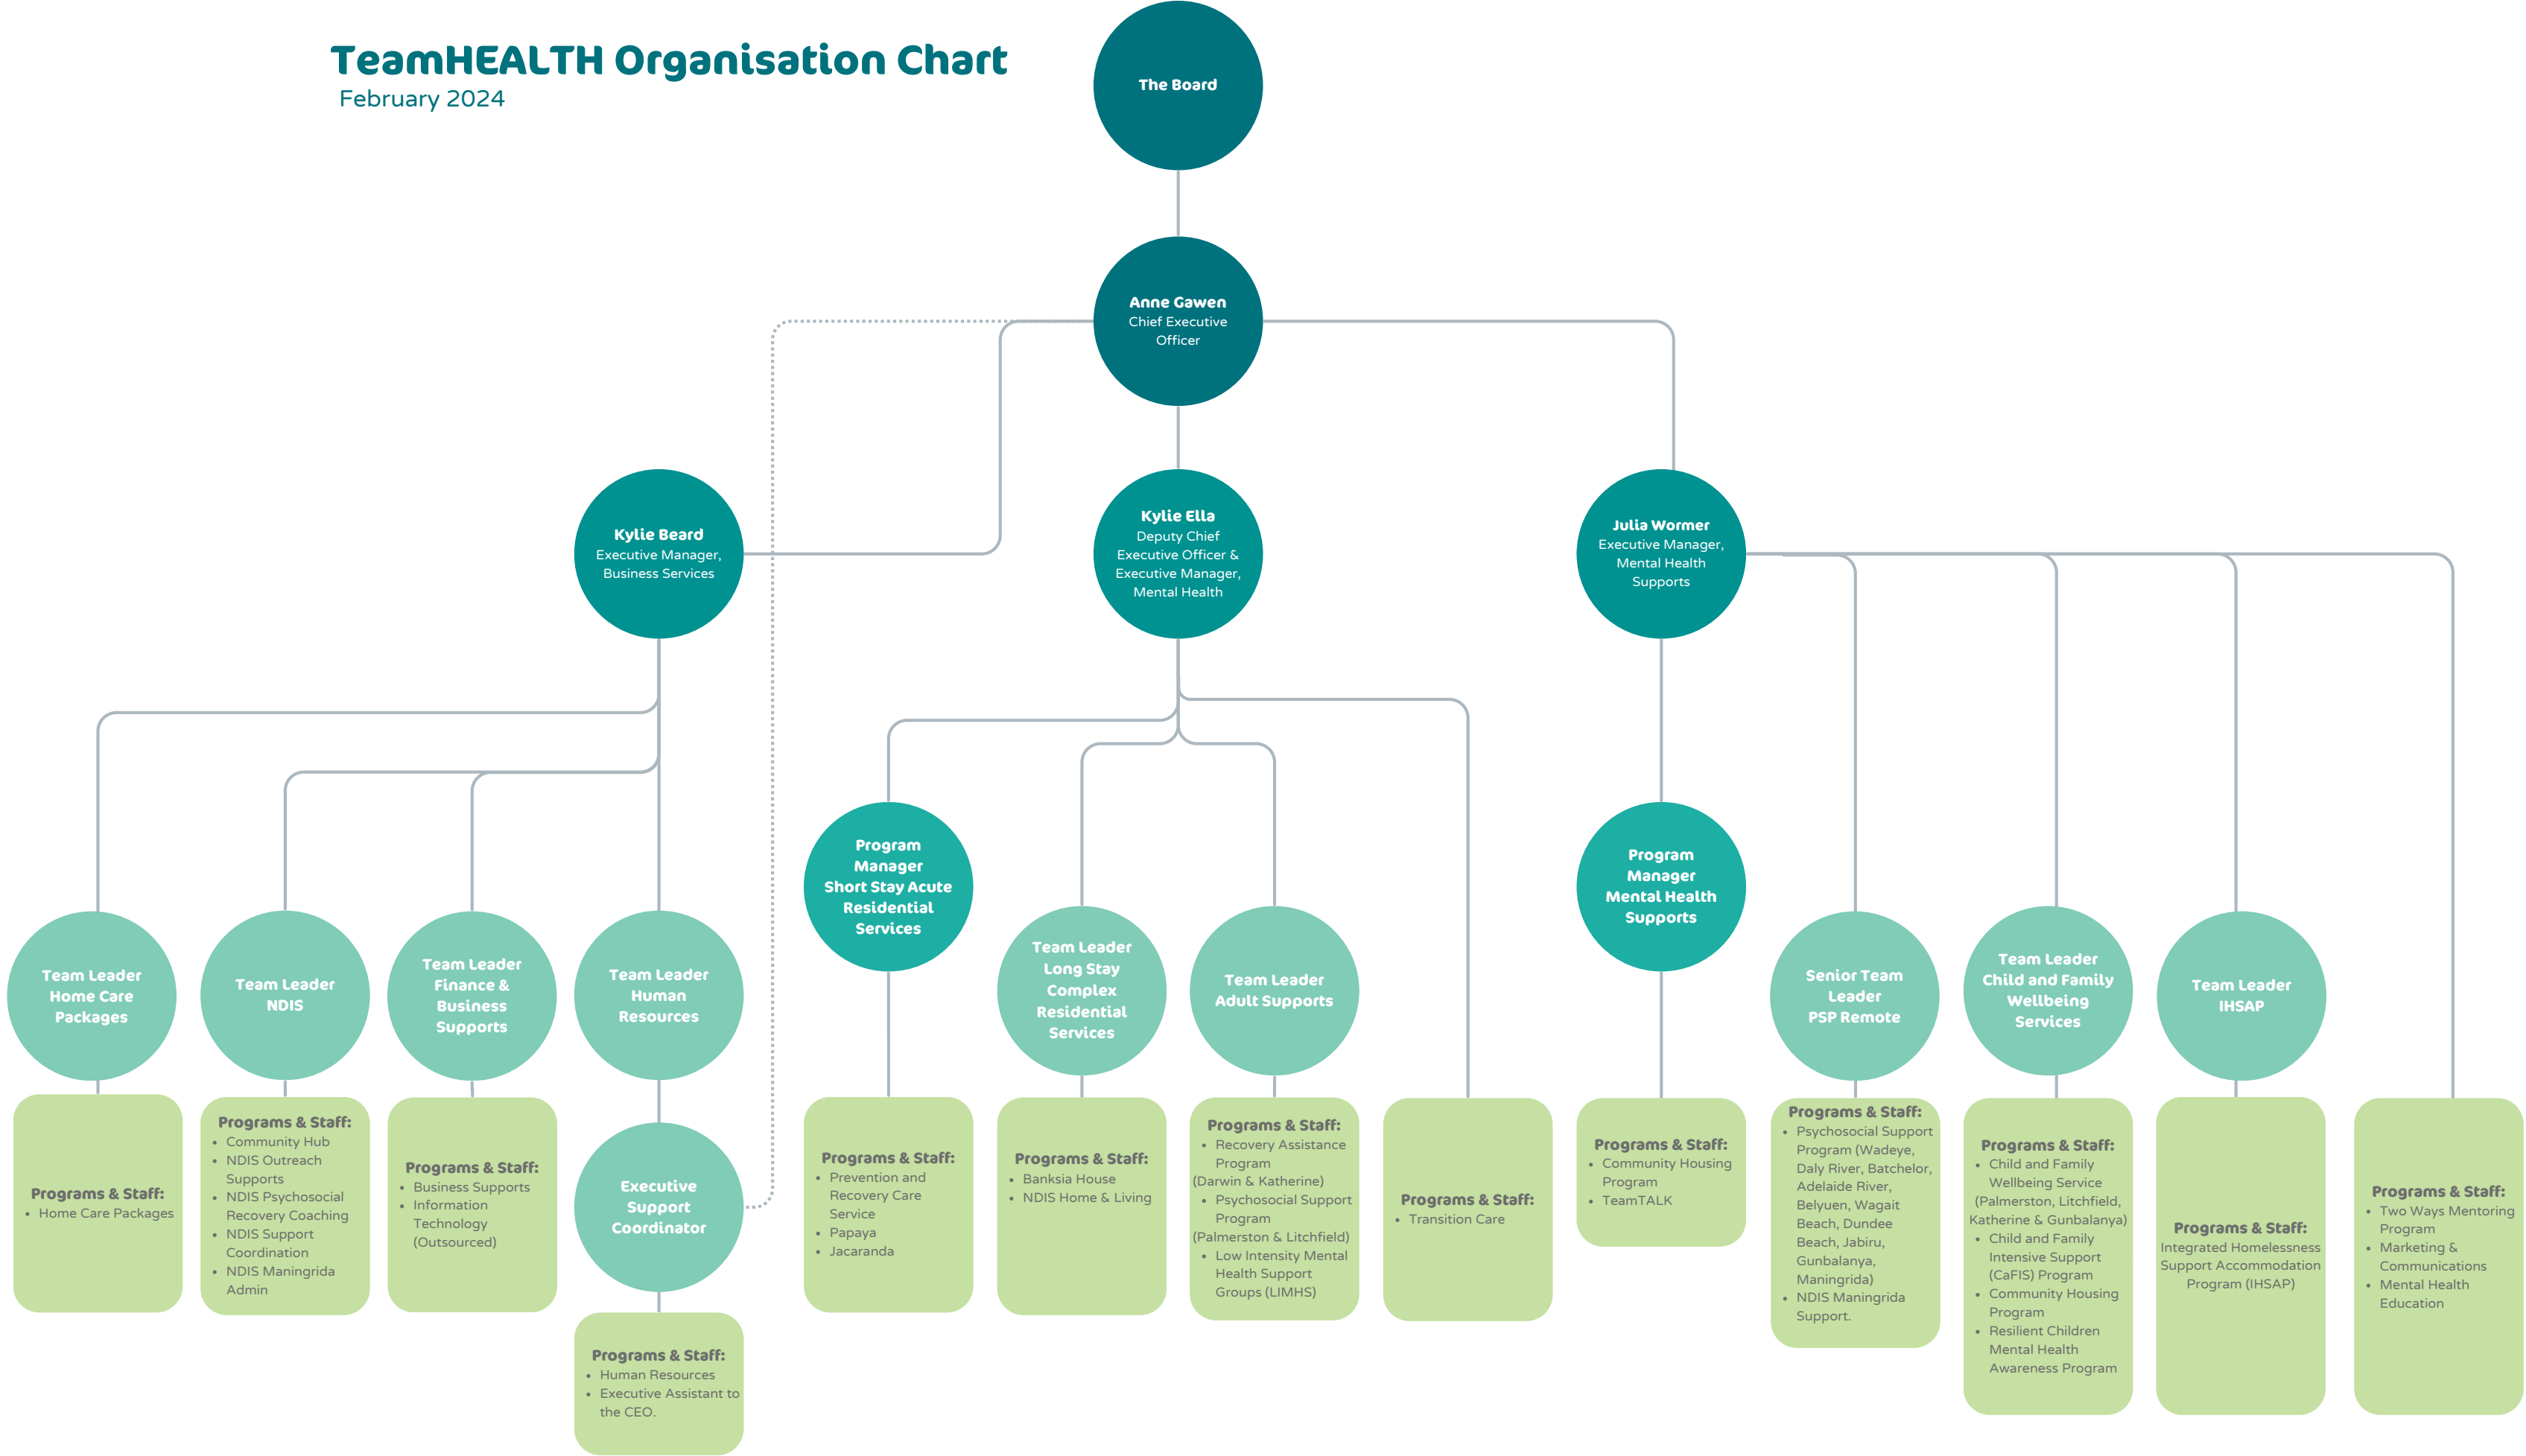 TeamHEALTH Organisation Chart
February 2024
The Board
Anne Gawen
Chief Executive
Officer
Kylie Beard
Executive Manager,
Business Services
Kylie Ella
Deputy Chief
Executive Officer &
Executive Manager,
Mental Health
Julia Wormer
Executive Manager,
Mental Health
Supports
Program
Manager
Short Stay Acute
Residential
Services
Program
Manager
Mental Health
Supports
Team Leader
Home Care
Packages
Team Leader
NDIS
Team Leader
Finance &
Business
Supports
Team Leader
Human
Resources
Team Leader
Long Stay
Complex
Residential
Services
Team Leader
Adult Supports
Senior Team
Leader
PSP Remote
Team Leader
Child and Family
Wellbeing
Services
Team Leader
IHSAP
Executive
Support
Coordinator
Programs & Staff:
• Home Care Packages
Programs & Staff:
• Community Hub
• NDIS Outreach
Supports
• NDIS Psychosocial
Recovery Coaching
• NDIS Support
Coordination
• NDIS Maningrida
Admin
Programs & Staff:
• Business Supports
• Information
Technology
(Outsourced)
Programs & Staff:
• Human Resources
• Executive Assistant to
the CEO.
Programs & Staff:
• Prevention and
Recovery Care
Service
• Papaya
• Jacaranda
Programs & Staff:
• Banksia House
• NDIS Home & Living
Programs & Staff:
• Recovery Assistance
Program
(Darwin & Katherine)
• Psychosocial Support
Program
(Palmerston & Litchfield)
• Low Intensity Mental
Health Support
Groups (LIMHS)
Programs & Staff:
• Transition Care
Programs & Staff:
• Community Housing
Program
• TeamTALK
Programs & Staff:
• Psychosocial Support
Program (Wadeye,
Daly River, Batchelor,
Adelaide River,
Belyuen, Wagait
Beach, Dundee
Beach, Jabiru,
Gunbalanya,
Maningrida)
• NDIS Maningrida
Support.
Programs & Staff:
• Child and Family
Wellbeing Service
(Palmerston, Litchfield,
Katherine & Gunbalanya)
• Child and Family
Intensive Support
(CaFIS) Program
• Community Housing
Program
• Resilient Children
Mental Health
Awareness Program
Programs & Staff:
Integrated Homelessness
Support Accommodation
Program (IHSAP)
Programs & Staff:
• Two Ways Mentoring
Program
• Marketing &
Communications
• Mental Health
Education